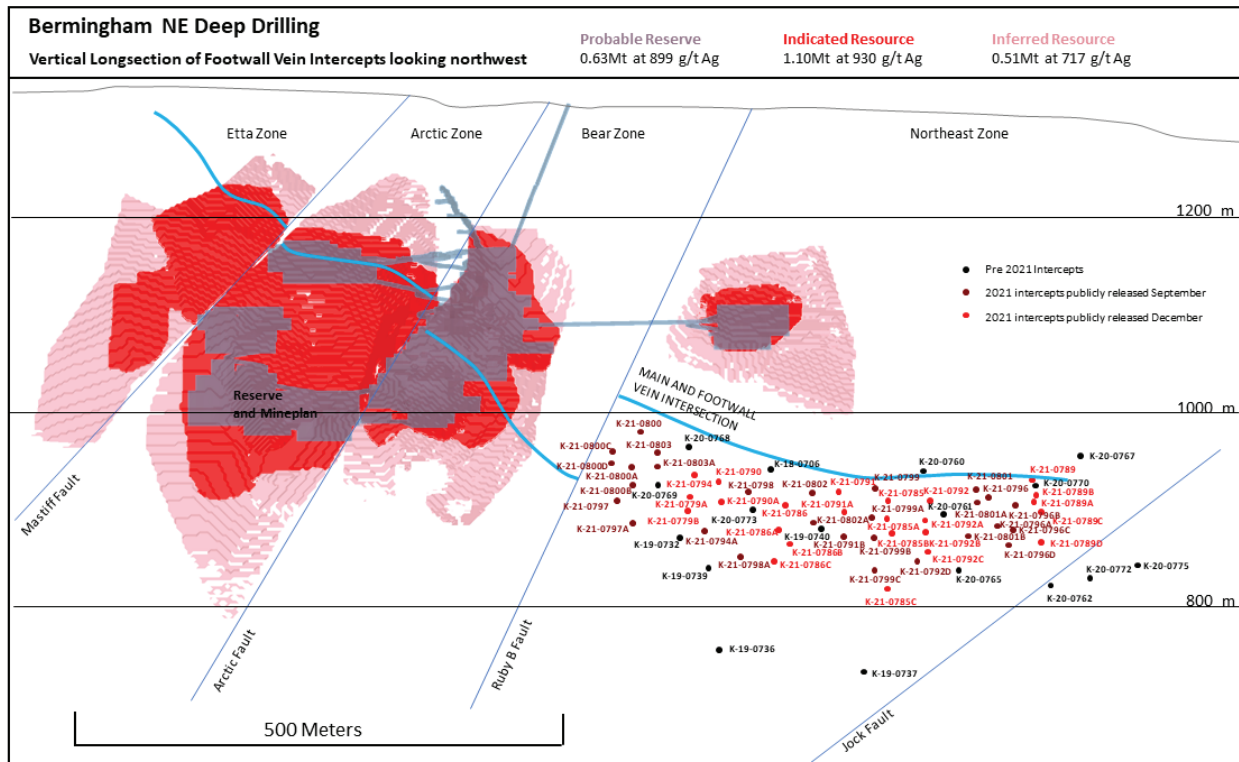 Bermingham NE Deep Drilling
Vertical Longsection of Footwall Vein Intercepts looking northwest
Probable Reserve
0.63Mt at 899 g/t Ag
Indicated Resource
1.10Mt at 930 g/t Ag
Inferred Resource
0.51Mt at 717 g/t Ag
Etta Zone
Arctic Zone
Bear Zone
Northeast Zone
1200 m
Pre 2021 Intercepts
2021 intercepts publicly released September
2021 intercepts publicly released December
Reserve
and Mineplan
MAIN AND FOOTWALL
VEIN INTERSECTION
1000 m
K-21-0800
K-20-0768
K-21-0800C
K-21-0803
K-18-0706
K-20-0760
K-20-0767
K-21-0800D
K-21-0803A
K-21-0790
K-21-0789
K-21-0800A
K-21-0794
K-21-0798
K-21-0802
K-21-0791
K-21-0799
K-21-0801
K-20-0770
K-21-0800B
K-20-0769
K-21-0785
K-21-0792
K-21-0796
K-21-0789B
K-21-0797
K-21-0779A
K-21-0790A
K-21-0791A
K-21-0799A
K-20-0761
K-21-0789A
K-21-0779B
K-20-0773
K-21-0786
K-21-0801A
K-21-0796B
K-21-0789C
K-21-0797A
K-21-0802A
K-21-0785A
K-21-0792A
K-21-0796A
K-21-0796C
K-19-0732
K-21-0794A
K-21-0786A
K-19-0740
K-21-0791B
K-21-0785B
K-21-0792B
K-21-0801B
K-21-0789D
K-21-0786B
K-21-0799B
K-21-0792C
K-21-0796D
K-19-0739
K-21-0798A
K-21-0786C
K-21-0799C
K-21-0792D
K-20-0765
K-20-0772
K-20-0775
K-20-0762
K-21-0785C
800 m
K-19-0736
K-19-0737
Mastiff Fault
Arctic Fault
Ruby B Fault
Jock Fault
500 Meters